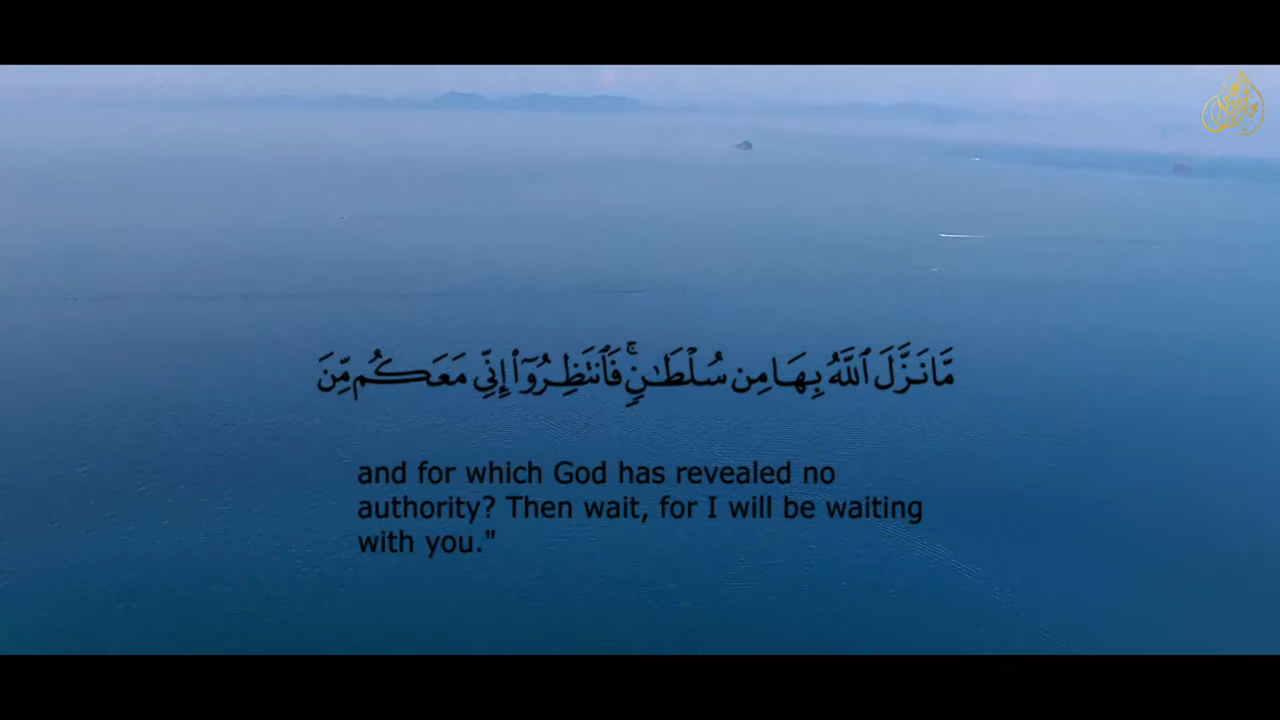 مَّا نَزَّلَ ٱللَّهُ بِهَا مِن سُلْطَـٰنٍۢ ۚ فَٱنتَظِرُوٓا۟ إِنِّى مَعَكُم مِّنَ
and for which God has revealed no
authority? Then wait, for I will be waiting
with you."